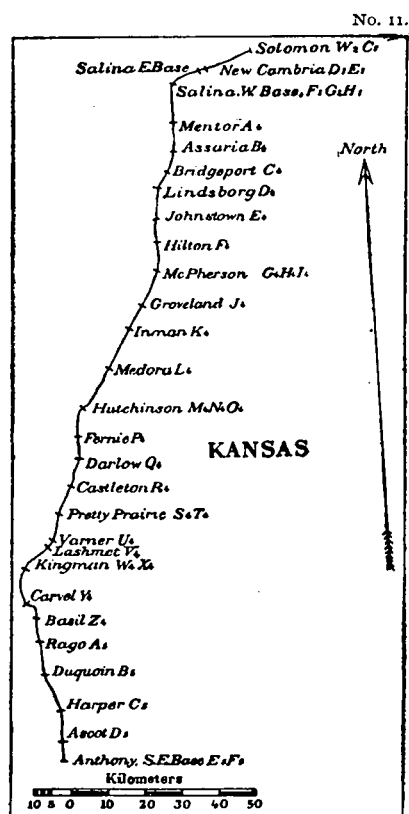 No. 11.
Solomon W₂ C₃
Salina E. Base
New Cambria D₃ E₃
Salina. W. Base, F₃ G₃ H₃
Mentor A₄
Assaria B₄
Bridgeport C₄
Lindsborg D₄
Johnstown E₄
Hilton F₄
McPherson G₄ H₄ I₄
Groveland J₄
Inman K₄
Medora L₄
Hutchinson M₄ N₄ O₄
Fernie P₄
Darlow Q₄
Castleton R₄
Pretty Prairie S₄ T₄
Varner U₄
Lashmet V₄
Kingman W₄ X₄
Carvel Y₄
Basil Z₄
Rago A₅
Duquoin B₅
Harper C₅
Ascot D₅
Anthony, S.E. Base E₅ F₅
North
KANSAS
Kilometers
10 5 0 10 20 30 40 50